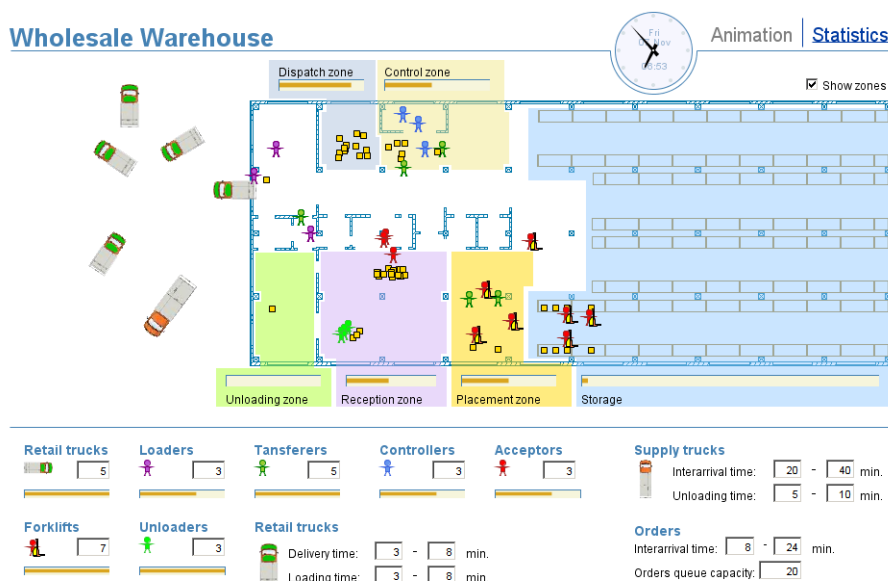 Wholesale Warehouse
Fri
Nov
06:53
Animation
Statistics
Show zones
Dispatch zone
Control zone
Unloading zone
Reception zone
Placement zone
Storage
Retail trucks
5
Loaders
3
Tansferers
5
Controllers
3
Acceptors
3
Supply trucks
Interarrival time: 20 - 40 min.
Unloading time: 5 - 10 min.
Forklifts
7
Unloaders
3
Retail trucks
Delivery time: 3 - 8 min.
Loading time: 3 - 8 min.
Orders
Interarrival time: 8 - 24 min.
Orders queue capacity: 20